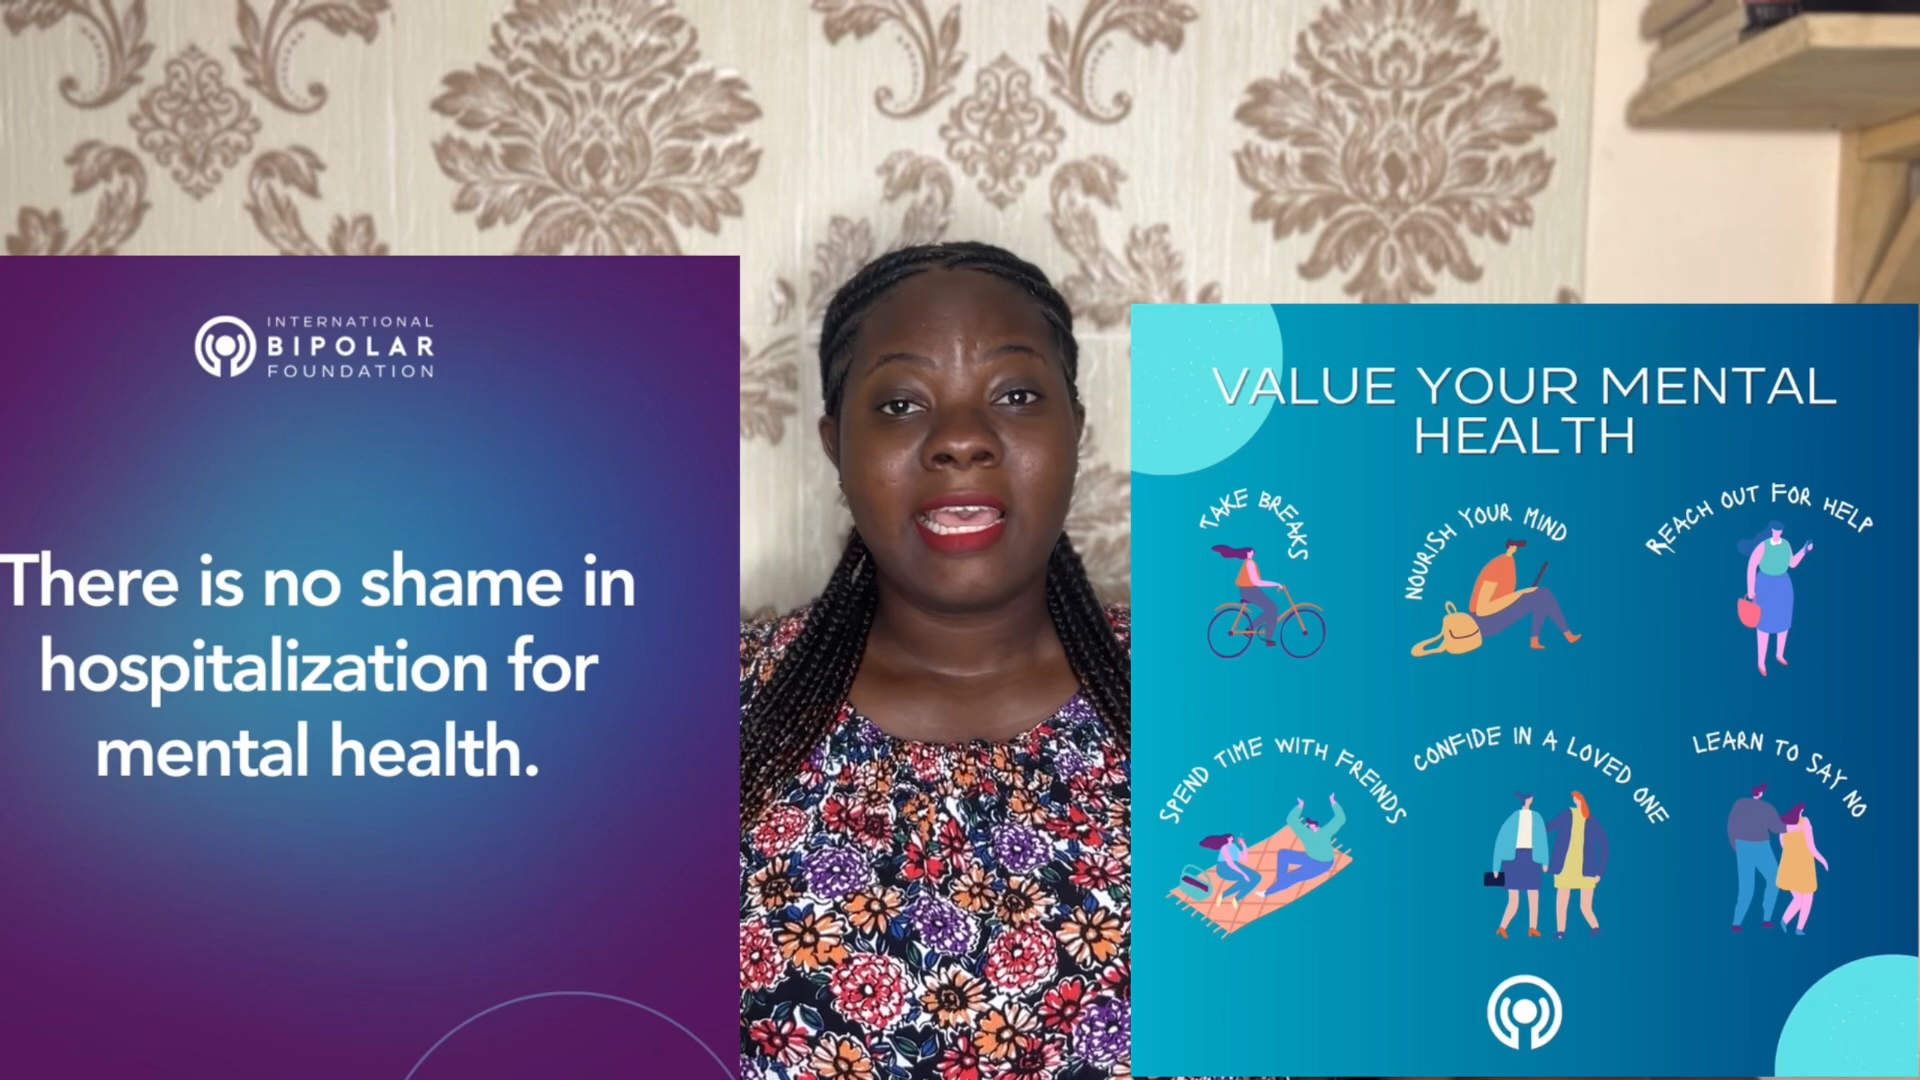 INTERNATIONAL
BIPOLAR
FOUNDATION
There is no shame in
hospitalization for
mental health.
VALUE YOUR MENTAL
HEALTH
TAKE BREAKS
NOURISH YOUR MIND
REACH OUT FOR HELP
SPEND TIME WITH FREINDS
CONFIDE IN A LOVED ONE
LEARN TO SAY NO